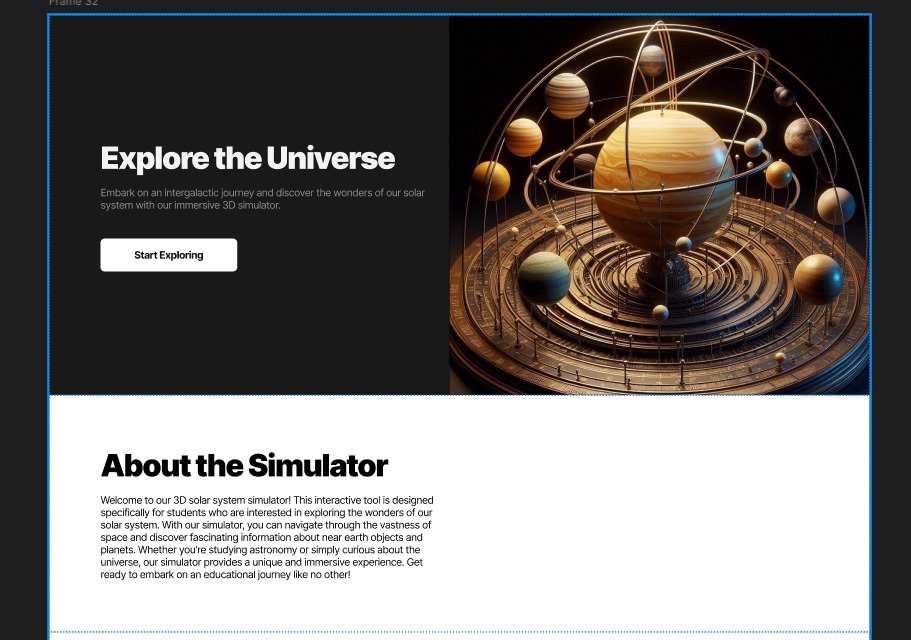 Frame 32
Explore the Universe
Embark on an intergalactic journey and discover the wonders of our solar
system with our immersive 3D simulator.
Start Exploring
About the Simulator
Welcome to our 3D solar system simulator! This interactive tool is designed
specifically for students who are interested in exploring the wonders of our
solar system. With our simulator, you can navigate through the vastness of
space and discover fascinating information about near earth objects and
planets. Whether you're studying astronomy or simply curious about the
universe, our simulator provides a unique and immersive experience. Get
ready to embark on an educational journey like no other!